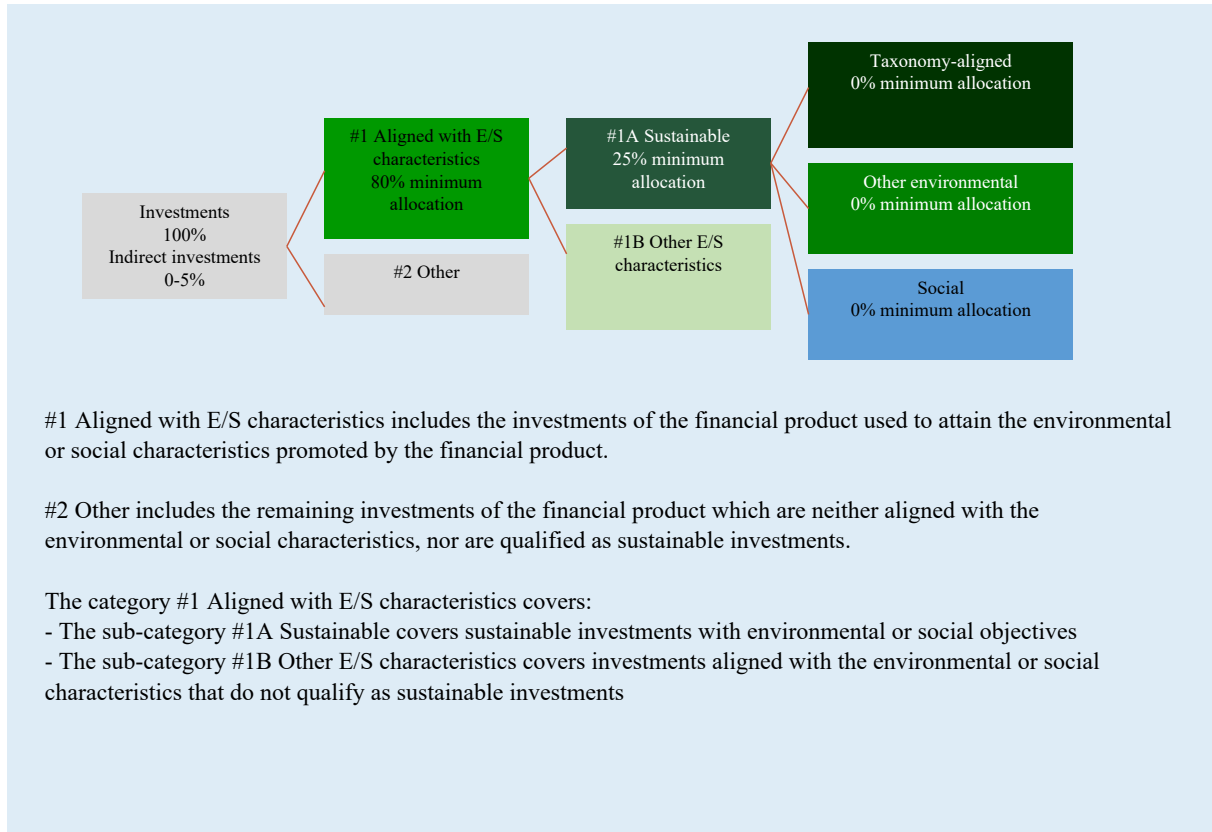 Investments
100%
Indirect investments
0-5%
#1 Aligned with E/S
characteristics
80% minimum
allocation
#2 Other
#1A Sustainable
25% minimum
allocation
#1B Other E/S
characteristics
Taxonomy-aligned
0% minimum allocation
Other environmental
0% minimum allocation
Social
0% minimum allocation
#1 Aligned with E/S characteristics includes the investments of the financial product used to attain the environmental
or social characteristics promoted by the financial product.
#2 Other includes the remaining investments of the financial product which are neither aligned with the
environmental or social characteristics, nor are qualified as sustainable investments.
The category #1 Aligned with E/S characteristics covers:
- The sub-category #1A Sustainable covers sustainable investments with environmental or social objectives
- The sub-category #1B Other E/S characteristics covers investments aligned with the environmental or social
characteristics that do not qualify as sustainable investments